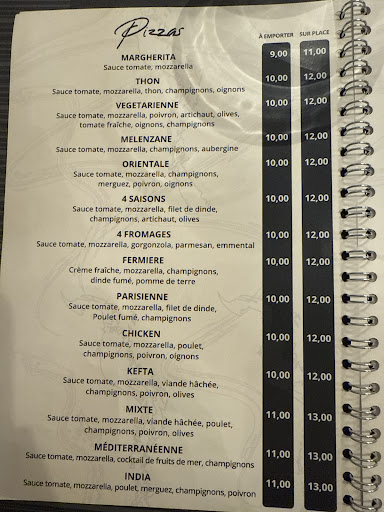 Pizzas
À EMPORTER SUR PLACE
MARGHERITA 9,00 11,00
Sauce tomate, mozzarella
THON 10,00 12,00
Sauce tomate, mozzarella, thon, champignons, oignons
VEGETARIENNE 10,00 12,00
Sauce tomate, mozzarella, poivron, artichaut, olives,
tomate fraîche, oignons, champignons
MELENZANE 10,00 12,00
Sauce tomate, mozzarella, champignons, aubergine
ORIENTALE 10,00 12,00
Sauce tomate, mozzarella, champignons,
merguez, poivron, oignons
4 SAISONS 10,00 12,00
Sauce tomate, mozzarella, filet de dinde,
champignons, artichaut, olives
4 FROMAGES 10,00 12,00
Sauce tomate, mozzarella, gorgonzola, parmesan, emmental
FERMIERE 10,00 12,00
Crème fraîche, mozzarella, champignons,
dinde fumé, pomme de terre
PARISIENNE 10,00 12,00
Sauce tomate, mozzarella, filet de dinde,
Poulet fumé, champignons
CHICKEN 10,00 12,00
Sauce tomate, mozzarella, poulet,
champignons, poivron, oignons
KEFTA 10,00 12,00
Sauce tomate, mozzarella, viande hâchée,
champignons, poivron, olives
MIXTE 11,00 13,00
Sauce tomate, mozzarella, viande hâchée, poulet,
champignons, poivron, olives
MÉDITERRANÉENNE 11,00 13,00
Sauce tomate, mozzarella, cocktail de fruits de mer, champignons
INDIA 11,00 13,00
Sauce tomate, mozzarella, poulet, merguez, champignons, poivron